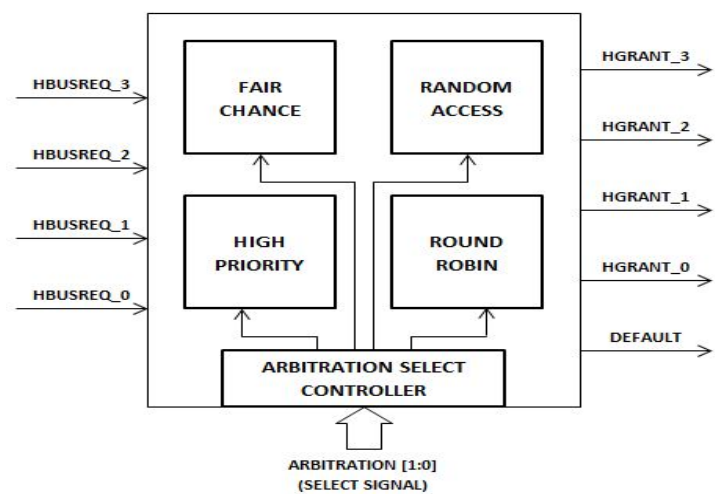 HBUSREQ_3
HBUSREQ_2
HBUSREQ_1
HBUSREQ_0
FAIR
CHANCE
RANDOM
ACCESS
HIGH
PRIORITY
ROUND
ROBIN
ARBITRATION SELECT
CONTROLLER
HGRANT_3
HGRANT_2
HGRANT_1
HGRANT_0
DEFAULT
ARBITRATION [1:0]
(SELECT SIGNAL)